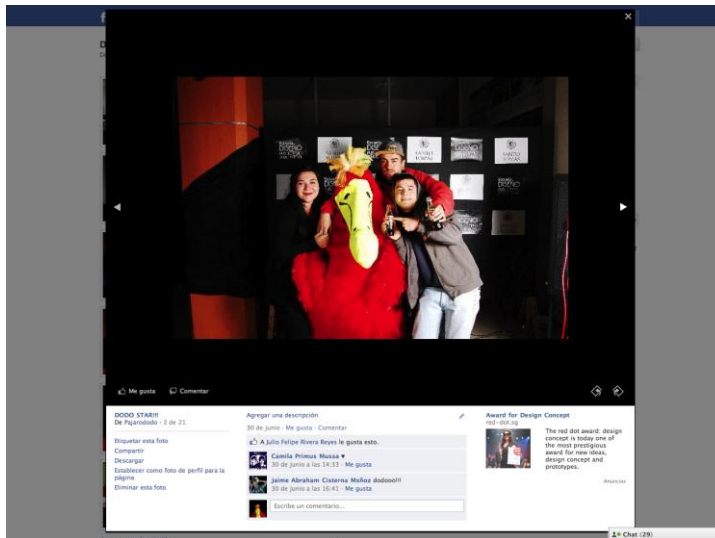 f
×
DISEÑO
SANTO
TOMÁS
Me gusta
Comentar
DODO STAR!!!
De Pajarododo · 2 de 21
Etiquetar esta foto
Compartir
Descargar
Establecer como foto de perfil para la
página
Eliminar esta foto
Agregar una descripción
30 de junio · Me gusta · Comentar
A Julio Felipe Rivera Reyes le gusta esto.
Camila Primus Mussa ♥
30 de junio a las 14:33 · Me gusta
Jaime Abraham Cisterna Mxñoz dodooo!!!
30 de junio a las 16:41 · Me gusta
Escribe un comentario...
Award for Design Concept
red-dot.sg
The red dot award: design
concept is today one of
the most prestigious
award for new ideas,
design concept and
prototypes.
Anuncios
Chat (29)